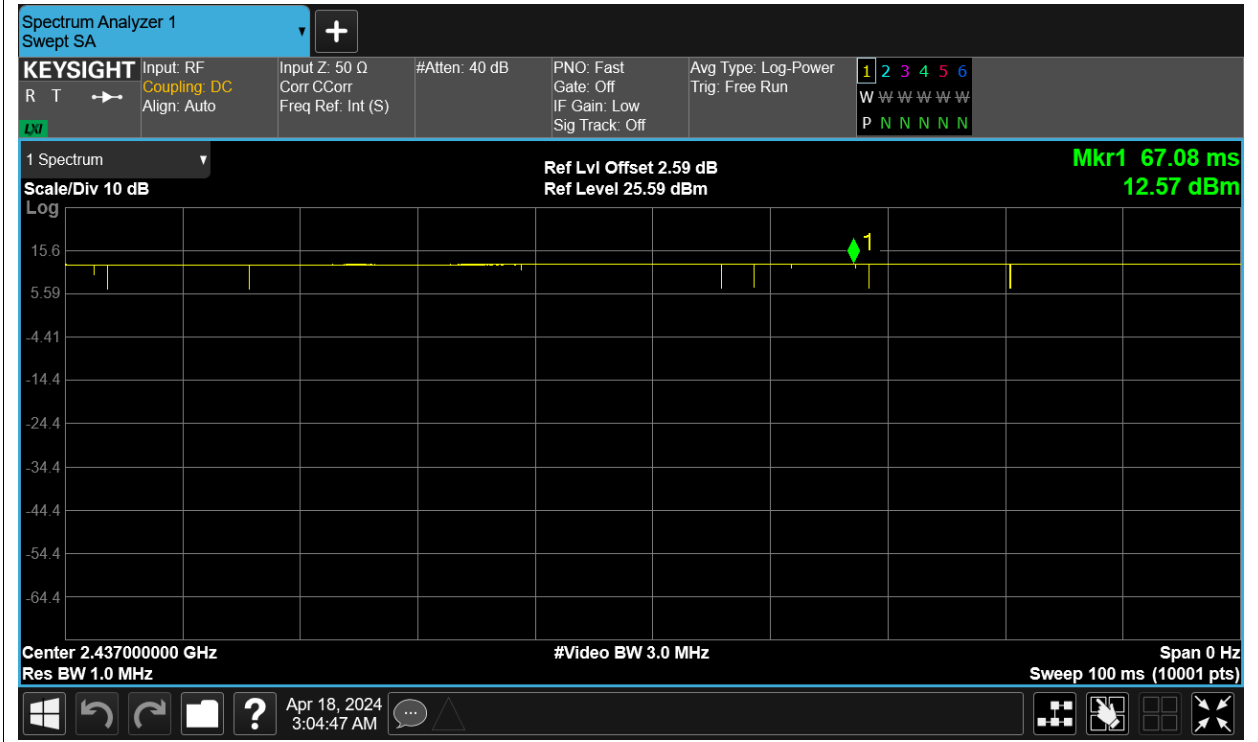 Spectrum Analyzer 1
Swept SA
KEYSIGHT
R T
LXI
Input: RF
Coupling: DC
Align: Auto
Input Z: 50 Ω
Corr CCorr
Freq Ref: Int (S)
#Atten: 40 dB
PNO: Fast
Gate: Off
IF Gain: Low
Sig Track: Off
Avg Type: Log-Power
Trig: Free Run
1 2 3 4 5 6
W W W W W W
P N N N N N
1 Spectrum
Scale/Div 10 dB
Log
Ref Lvl Offset 2.59 dB
Ref Level 25.59 dBm
Mkr1 67.08 ms
12.57 dBm
1
15.6
5.59
-4.41
-14.4
-24.4
-34.4
-44.4
-54.4
-64.4
Center 2.437000000 GHz
Res BW 1.0 MHz
#Video BW 3.0 MHz
Span 0 Hz
Sweep 100 ms (10001 pts)
?
Apr 18, 2024
3:04:47 AM